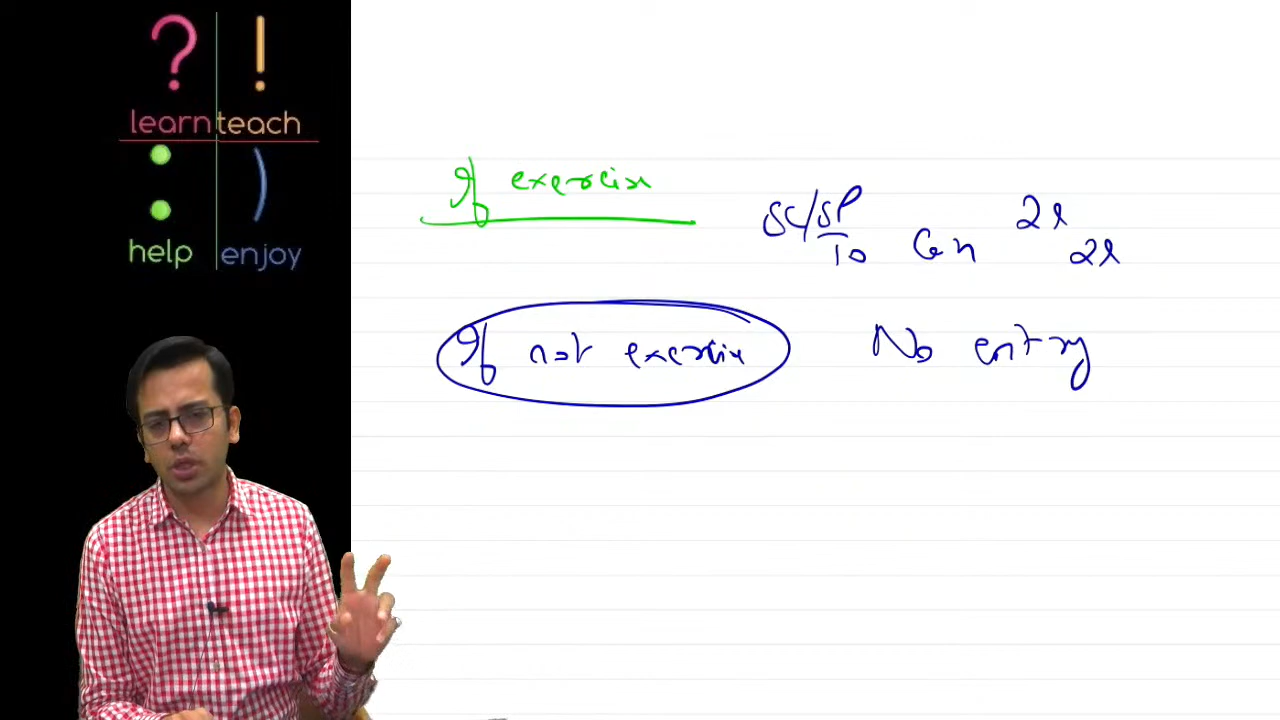 ? !
learn teach
: )
help enjoy
If exercise
SC/SP 2l
To Gen 2l
If not exercise No entry